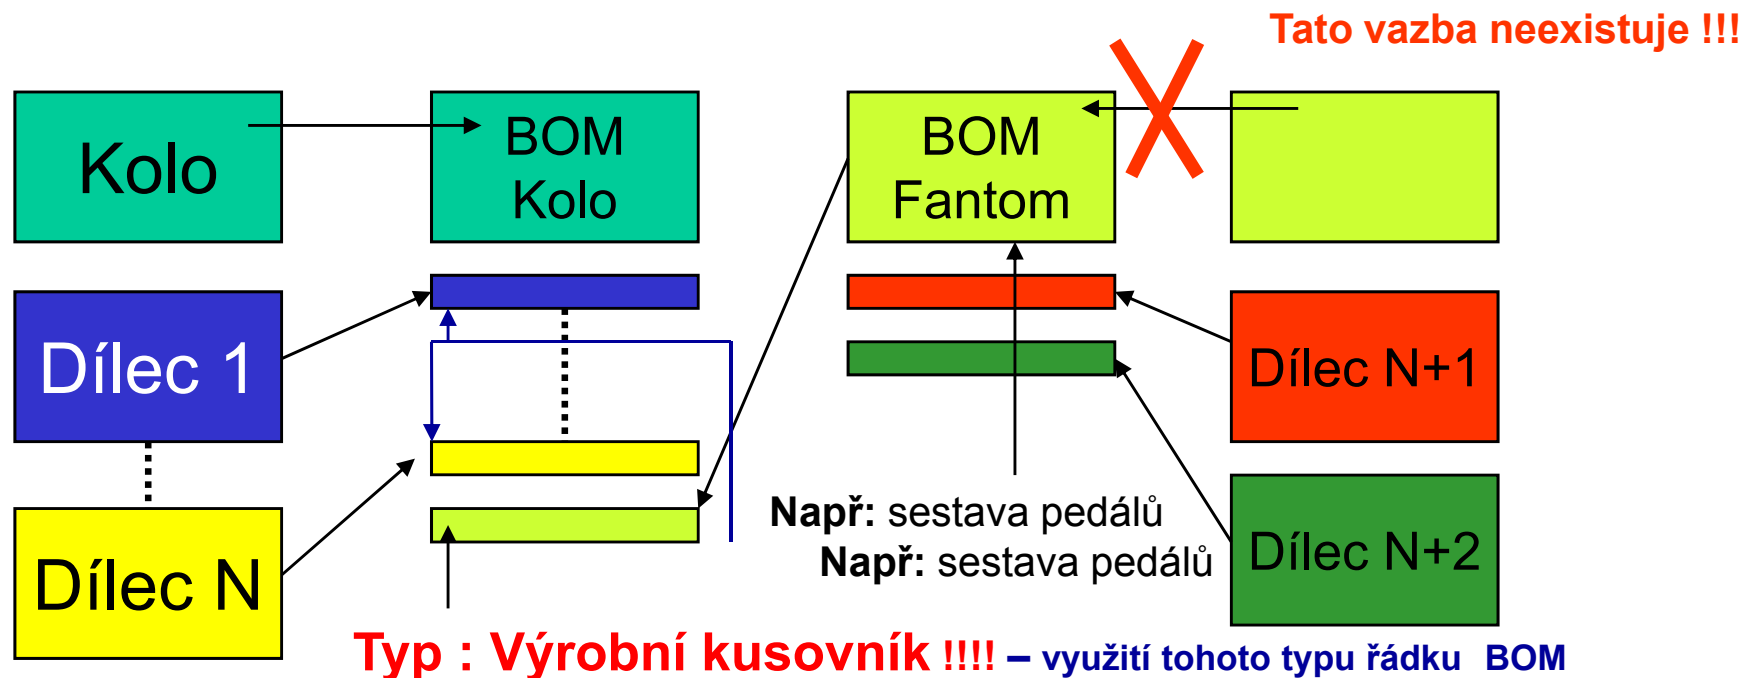 Tato vazba neexistuje !!!
Kolo
BOM
Kolo
BOM
Fantom
Dílec 1
Dílec N+1
Dílec N
Např: sestava pedálů
Např: sestava pedálů
Dílec N+2
Typ : Výrobní kusovník !!!! – využití tohoto typu řádku BOM